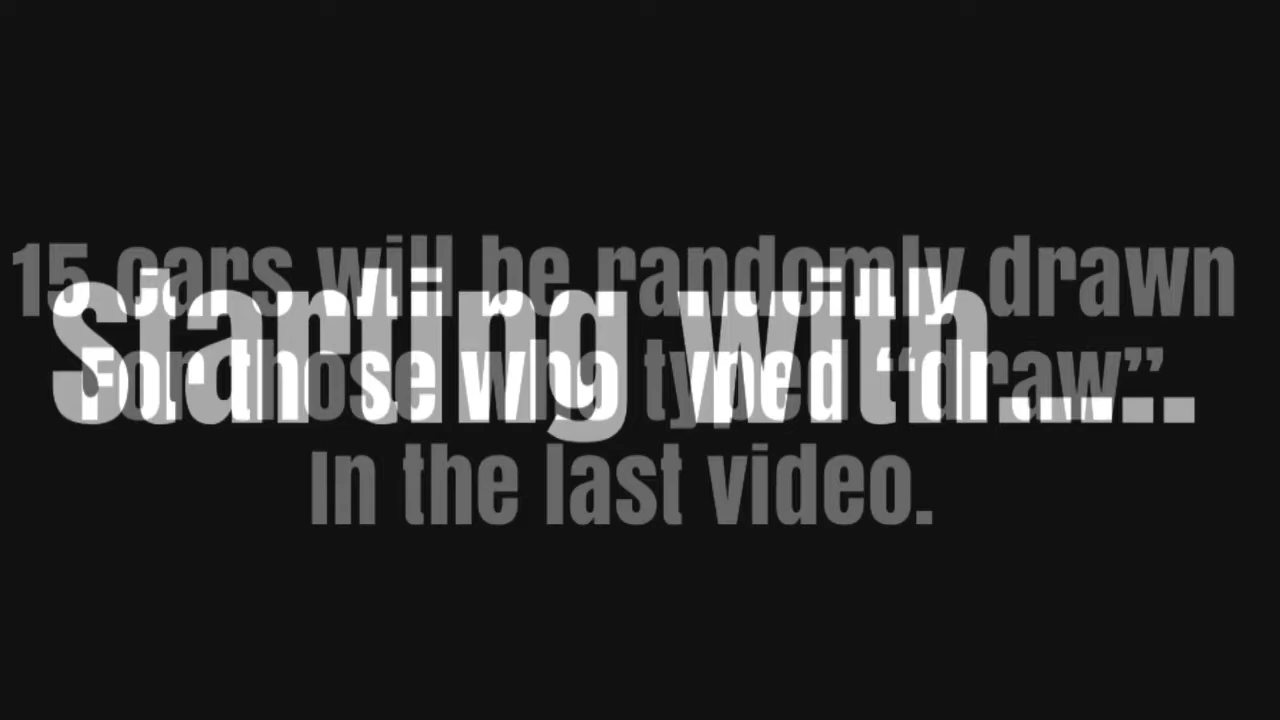 15 cars will be randomly drawn
starting with.....
For those who typed “draw”
In the last video.